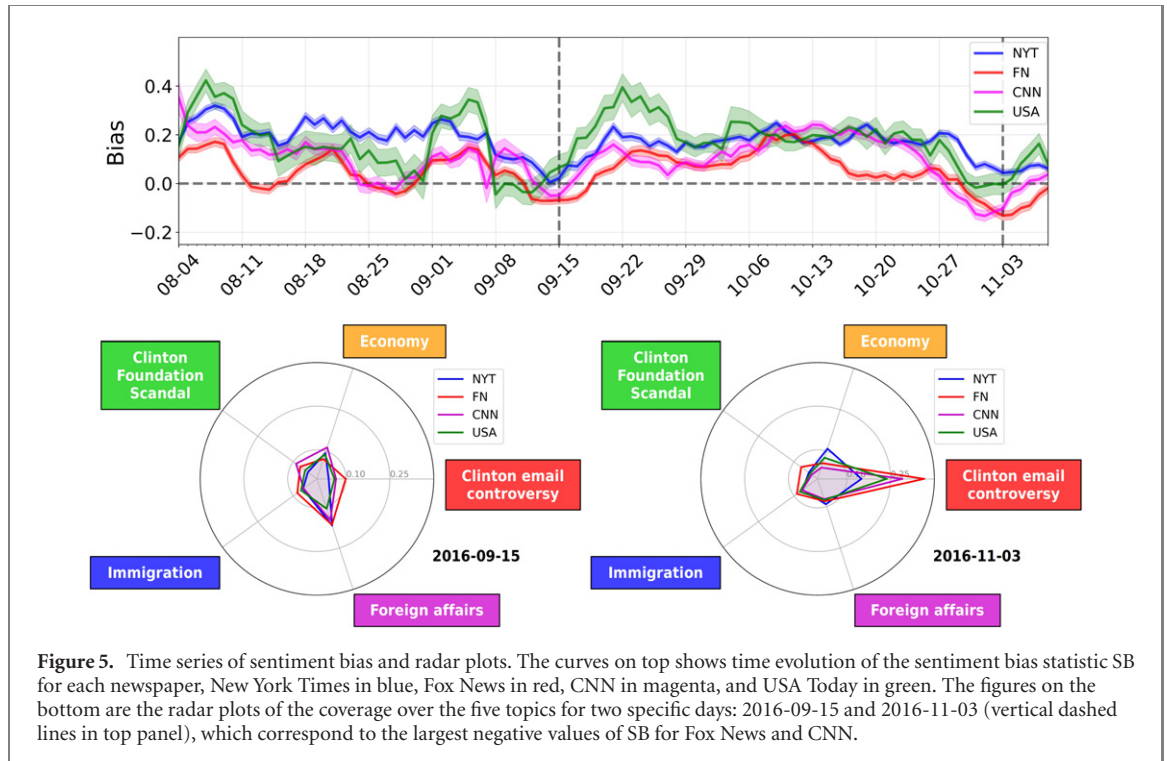 NYT
FN
CNN
USA
Bias
0.4
0.2
0.0
−0.2
08-04
08-11
08-18
08-25
09-01
09-08
09-15
09-22
09-29
10-06
10-13
10-20
10-27
11-03
Economy
Clinton
Foundation
Scandal
NYT
FN
CNN
USA
0.10
0.25
Clinton email
controversy
2016-09-15
Immigration
Foreign affairs
Economy
Clinton
Foundation
Scandal
NYT
FN
CNN
USA
0.10
0.25
Clinton email
controversy
2016-11-03
Immigration
Foreign affairs
Figure 5. Time series of sentiment bias and radar plots. The curves on top shows time evolution of the sentiment bias statistic SB
for each newspaper, New York Times in blue, Fox News in red, CNN in magenta, and USA Today in green. The figures on the
bottom are the radar plots of the coverage over the five topics for two specific days: 2016-09-15 and 2016-11-03 (vertical dashed
lines in top panel), which correspond to the largest negative values of SB for Fox News and CNN.